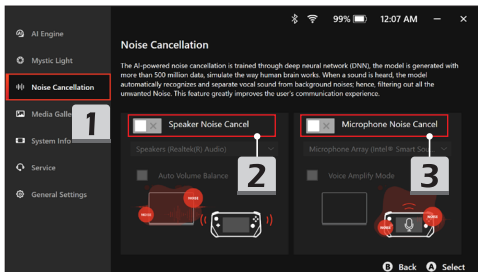 99% 12:07 AM
AI Engine
Mystic Light
Noise Cancellation
Media Galle
System Info
Service
General Settings
1
Noise Cancellation
The AI-powered noise cancellation is trained through deep neural network (DNN), the model is generated with
more than 500 million data, simulate the way human brain works. When a sound is heard, the model
automatically recognizes and separate vocal sound from background noises; hence, filtering out all the
unwanted Noise. This feature greatly improves the user's communication experience.
Speaker Noise Cancel
Speakers (Realtek(R) Audio)
2
Auto Volume Balance
NOISE
NOISE
Microphone Noise Cancel
Microphone Array (Intel® Smart Sou...
3
Voice Amplify Mode
NOISE
NOISE
B Back A Select